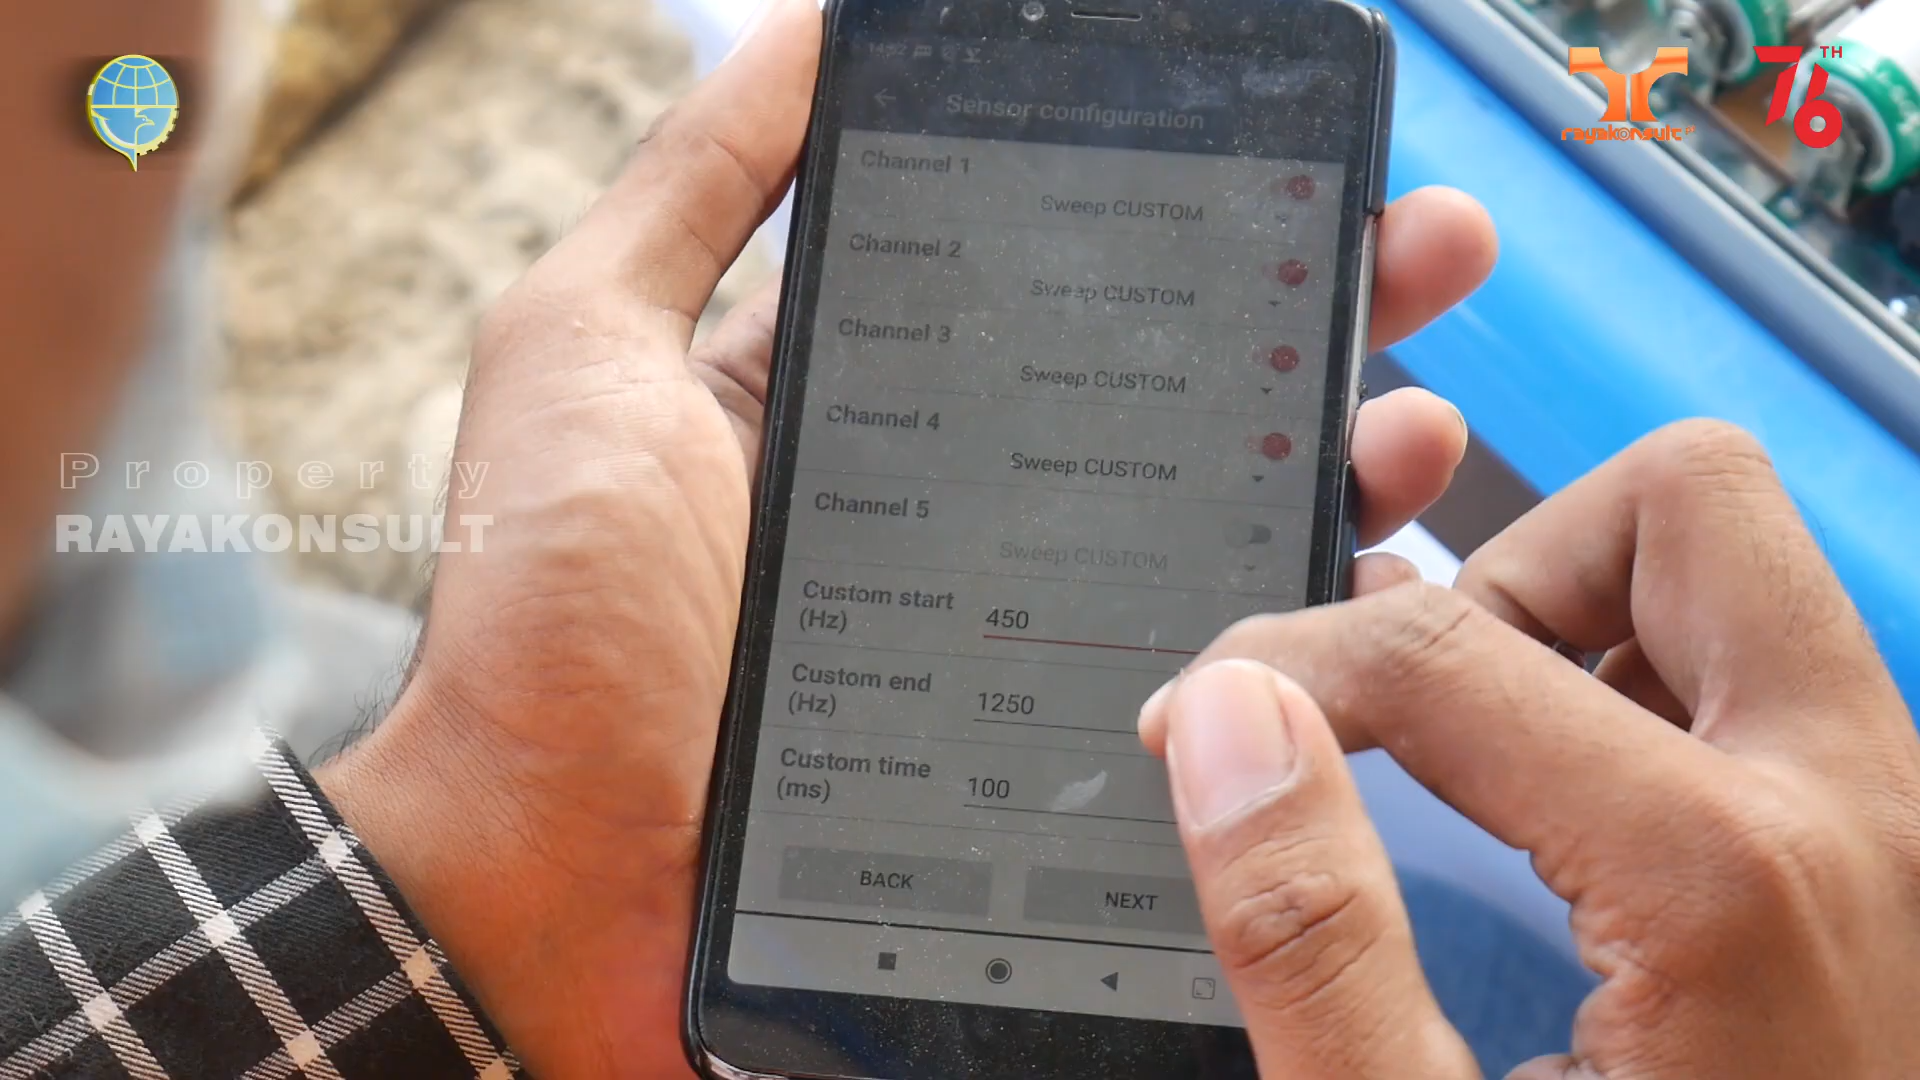 14:52
Sensor configuration
Channel 1
Sweep CUSTOM
Channel 2
Sweep CUSTOM
Channel 3
Sweep CUSTOM
Channel 4
Sweep CUSTOM
Channel 5
Sweep CUSTOM
Custom start
(Hz)
450
Custom end
(Hz)
1250
Custom time
(ms)
100
BACK
NEXT
Property
RAYAKONSULT
rayakonsult
76TH